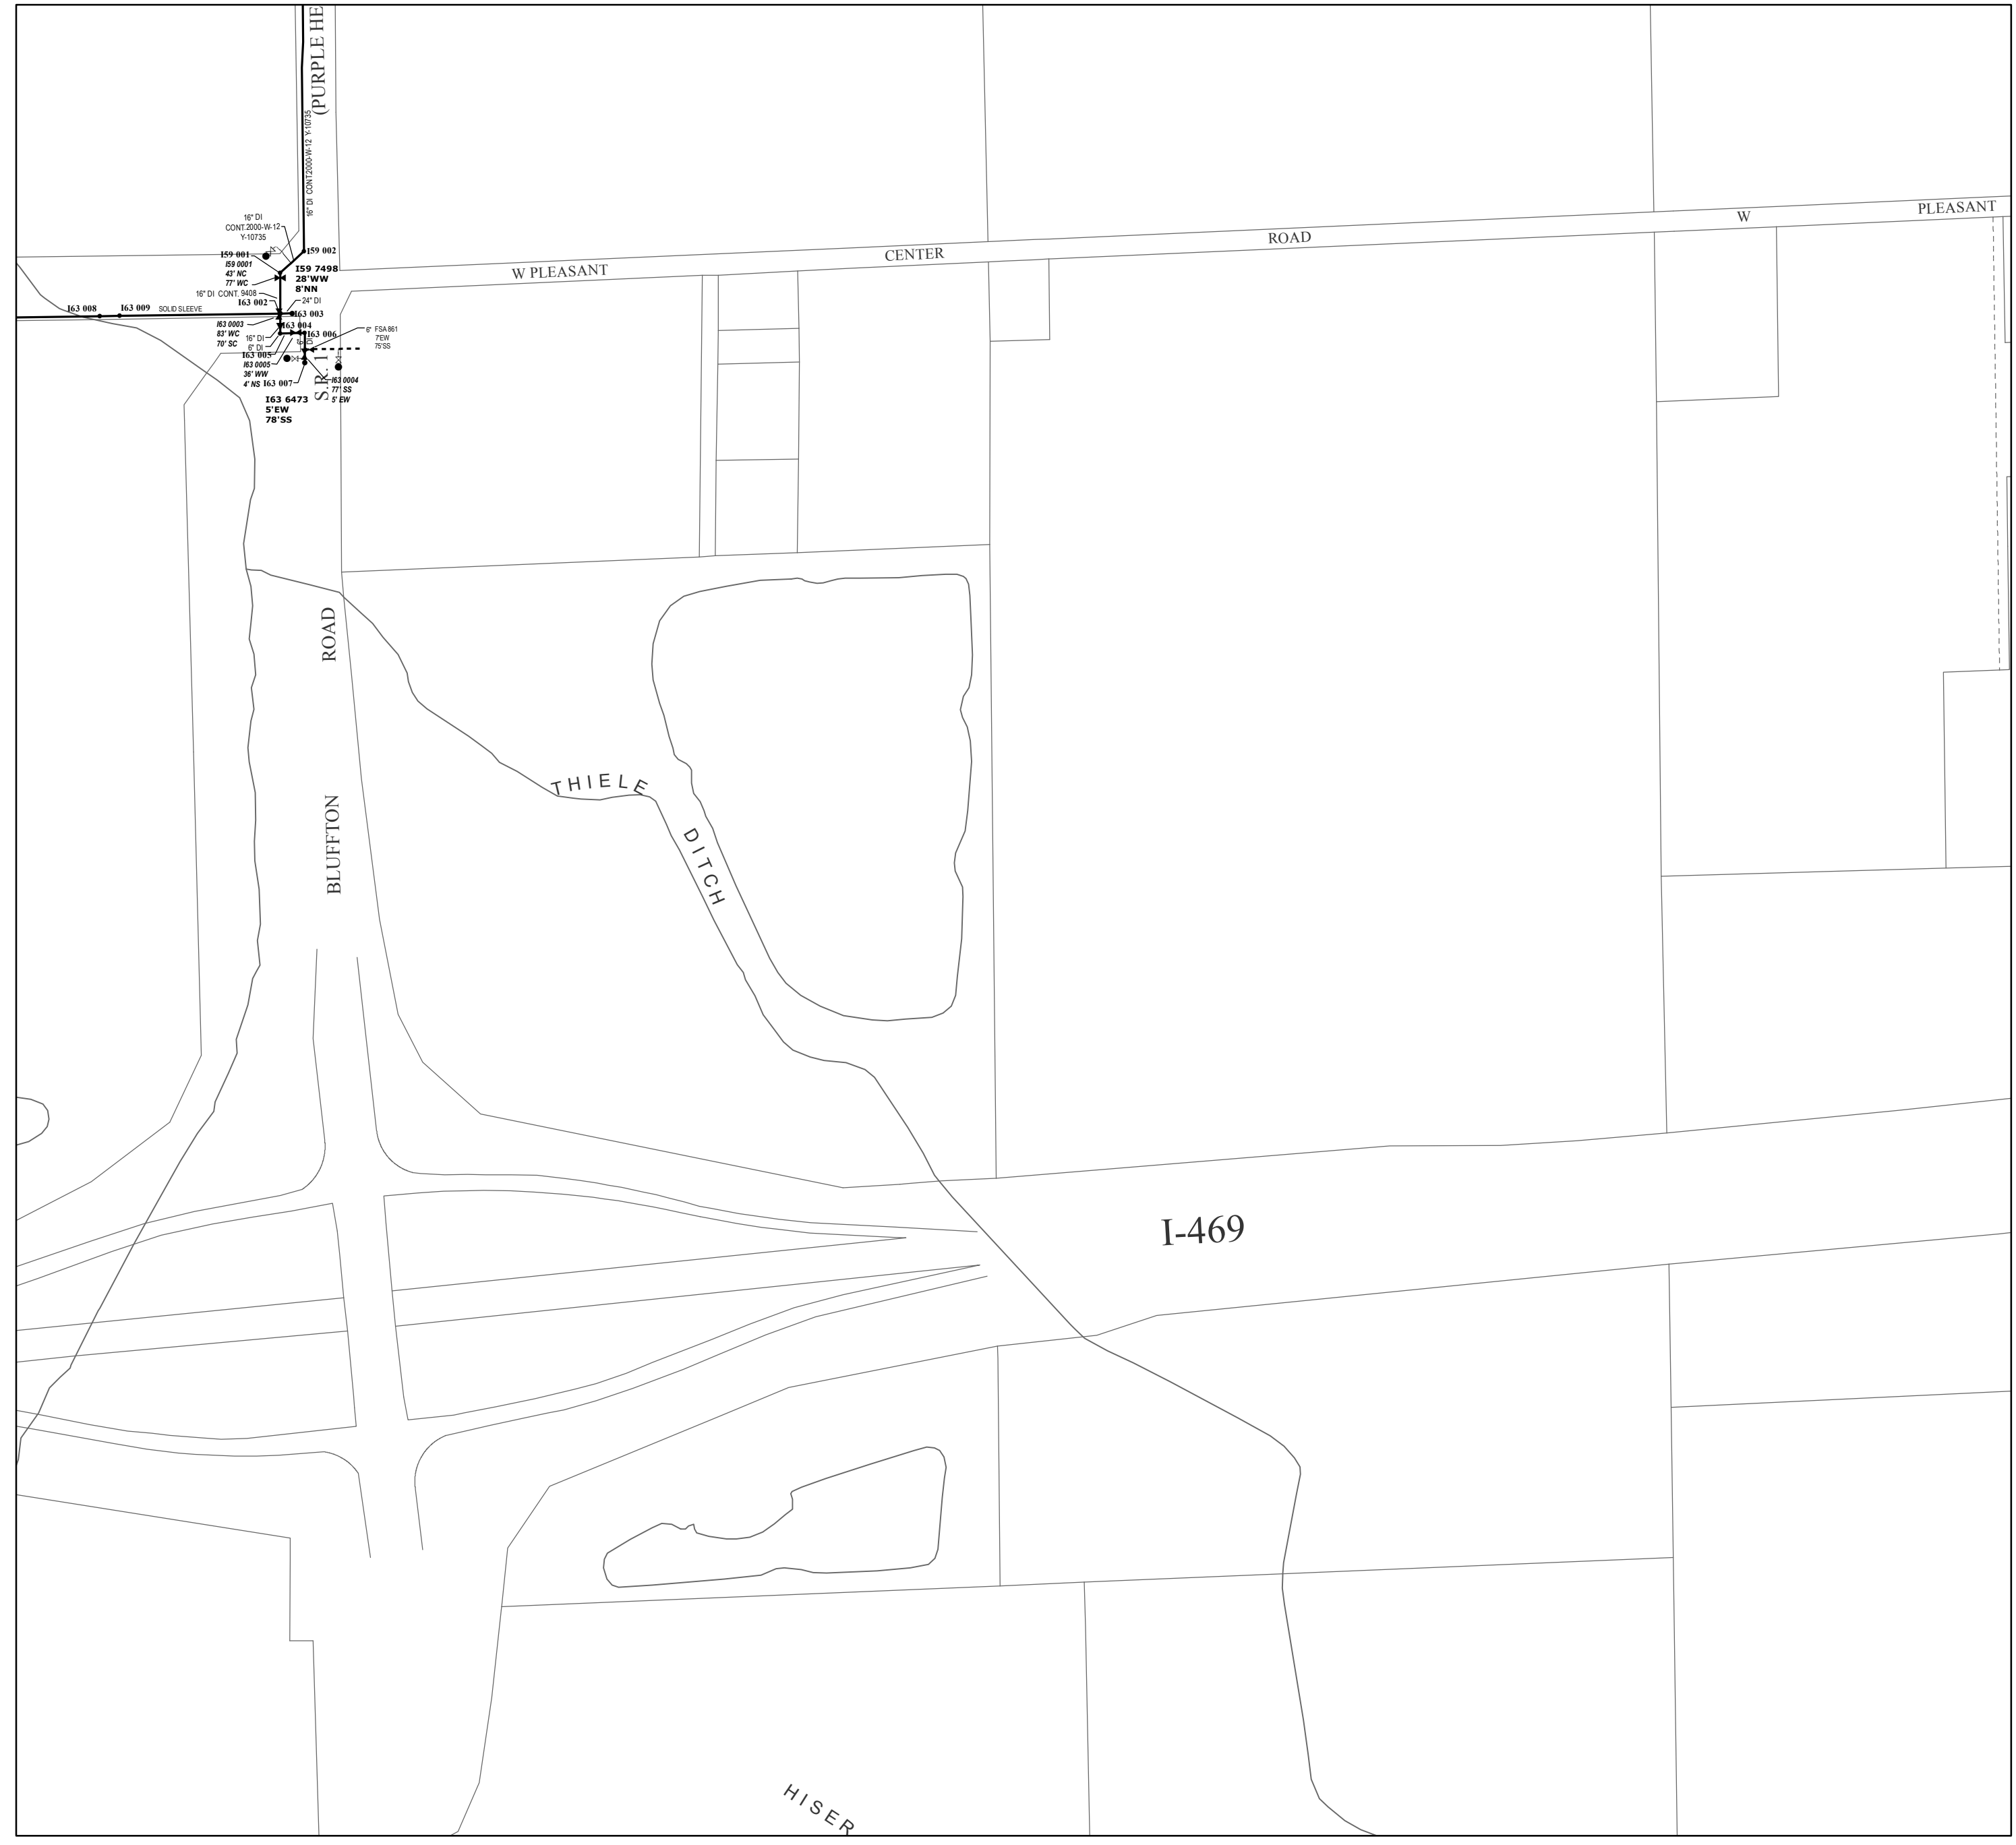 (PURPLE HE
16" DI CONT.2000-W-12 Y-10735
16" DI
CONT.2000-W-12
Y-10735
I59 001
I59 0001
43' NC
77' WC
I59 002
I59 7498
28'WW
8'NN
16" DI CONT. 9408
I63 002
24" DI
I63 008
I63 009
SOLID SLEEVE
I63 003
I63 0003
83' WC
70' SC
I63 004
16" DI
6" DI
I63 006
6" FSA 861
7'EW
75'SS
I63 005
I63 0005
36' WW
4' NS
I63 007
I63 0004
77' SS
5' EW
I63 6473
5'EW
78'SS
S.R. 1
W PLEASANT
CENTER
ROAD
W
PLEASANT
ROAD
BLUFFTON
THIELE
DITCH
I-469
HISER